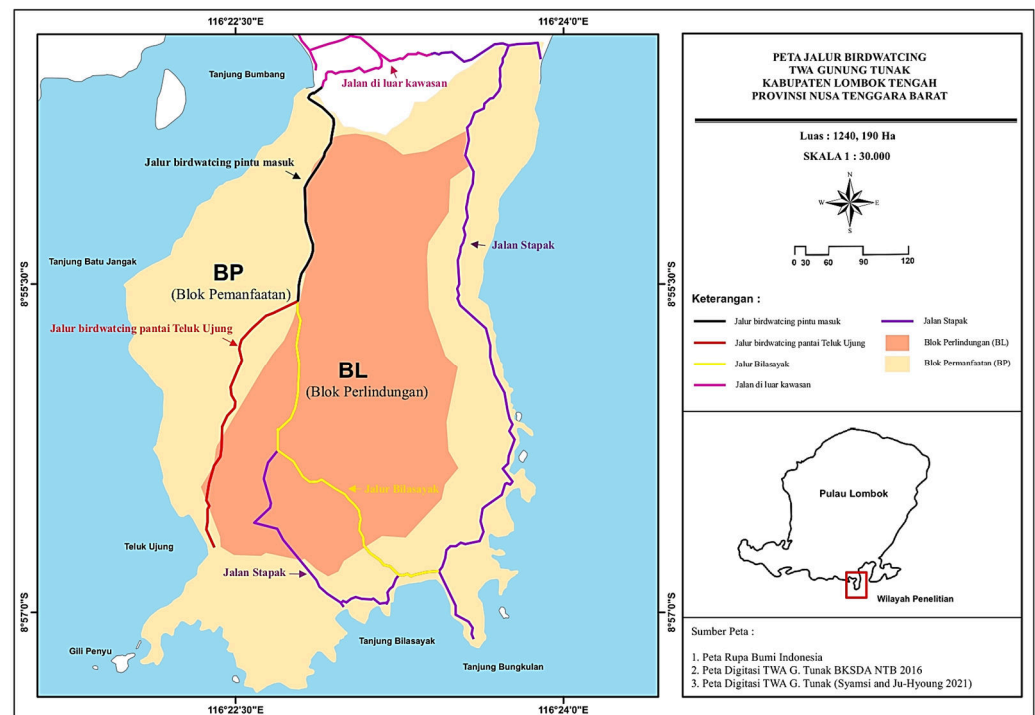 116°22'30"E
116°24'0"E
Tanjung Bumbang
Jalan di luar kawasan
Jalur birdwatcing pintu masuk
Jalan Stapak
Tanjung Batu Jangak
8°55'30"S
8°55'30"S
BP
(Blok Pemanfaatan)
Jalur birdwatcing pantai Teluk Ujung
BL
(Blok Perlindungan)
Jalur Bilasayak
Teluk Ujung
Jalan Stapak
8°57'0"S
8°57'0"S
Gili Penyu
Tanjung Bilasayak
Tanjung Bungkulan
116°22'30"E
116°24'0"E
PETA JALUR BIRDWATCING
TWA GUNUNG TUNAK
KABUPATEN LOMBOK TENGAH
PROVINSI NUSA TENGGARA BARAT
Luas : 1240, 190 Ha
SKALA 1 : 30.000
N
W E
S
0 30 60 90 120
Keterangan :
Jalur birdwatcing pintu masuk
Jalur birdwatcing pantai Teluk Ujung
Jalur Bilasayak
Jalan di luar kawasan
Jalan Stapak
Blok Perlindungan (BL)
Blok Permanfaatan (BP)
Pulau Lombok
Wilayah Penelitian
Sumber Peta :
1. Peta Rupa Bumi Indonesia
2. Peta Digitasi TWA G. Tunak BKSDA NTB 2016
3. Peta Digitasi TWA G. Tunak (Syamsi and Ju-Hyoung 2021)